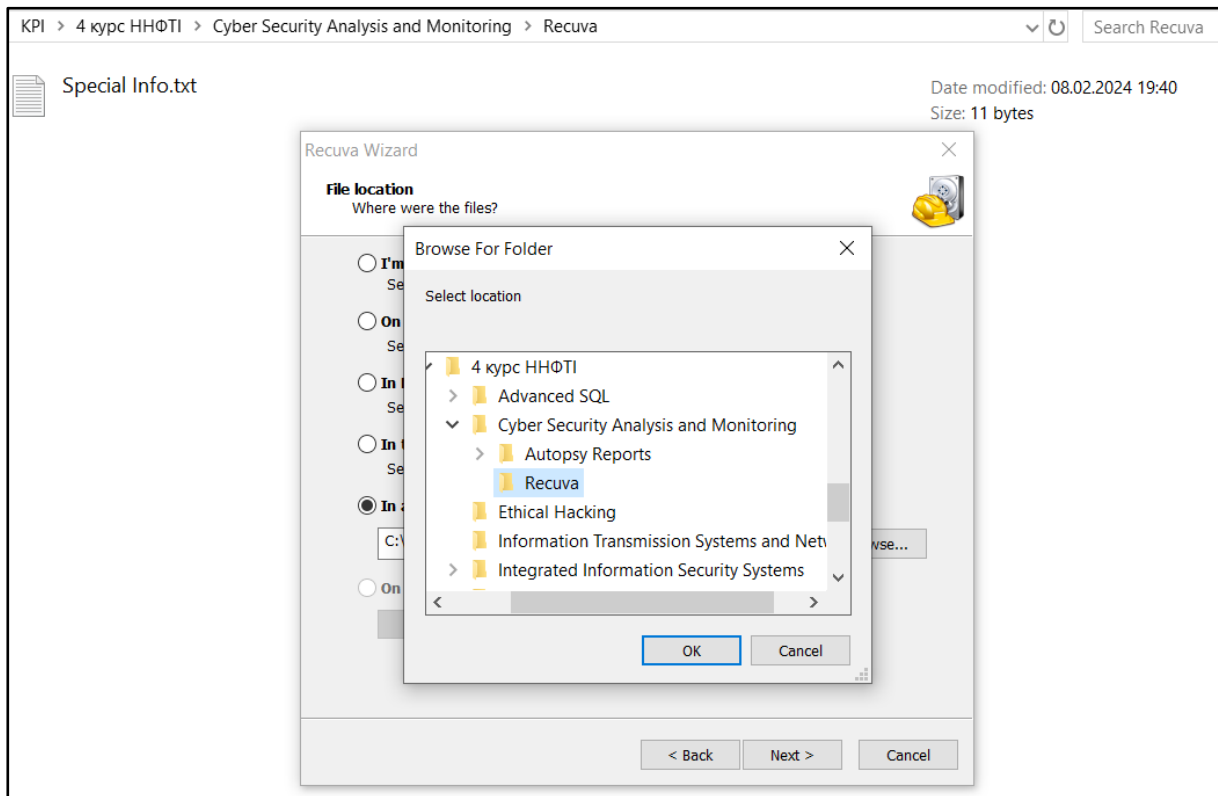 KPI > 4 курс ННФТІ > Cyber Security Analysis and Monitoring > Recuva
Search Recuva
Special Info.txt
Date modified: 08.02.2024 19:40
Size: 11 bytes
Recuva Wizard
File location
Where were the files?
I'm
Se
On
Se
In
Se
In t
Se
In a
C:\
wse...
On
Browse For Folder
Select location
4 курс ННФТІ
Advanced SQL
Cyber Security Analysis and Monitoring
Autopsy Reports
Recuva
Ethical Hacking
Information Transmission Systems and Netw
Integrated Information Security Systems
OK
Cancel
< Back
Next >
Cancel